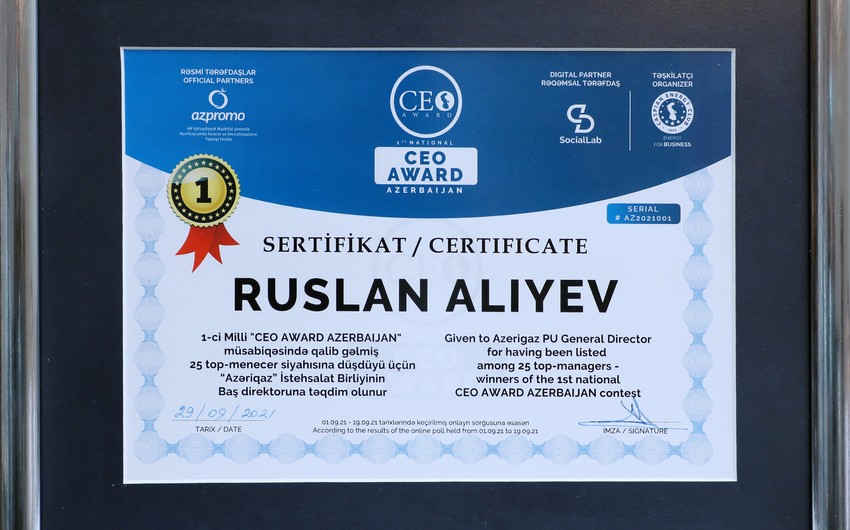 RƏSMİ TƏRƏFDAŞLAR
OFFICIAL PARTNERS
azpromo
DIGITAL PARTNER
RƏQƏMSAL TƏRƏFDAŞ
SocialLab
TƏŞKİLATÇI
ORGANIZER
CASPIAN ENERGY CLUB
ENERGY
FOR BUSINESS
CEO
AWARD
1ST NATIONAL
CEO
AWARD
AZERBAIJAN
1
SERIAL
# AZ2021001
SERTİFİKAT / CERTIFICATE
RUSLAN ALIYEV
1-ci Milli "CEO AWARD AZERBAIJAN"
müsabiqəsində qalib gəlmiş
25 top-menecer siyahısına düşdüyü üçün
"Azəriqaz" İstehsalat Birliyinin
Baş direktoruna təqdim olunur
Given to Azerigaz PU General Director
for having been listed
among 25 top-managers -
winners of the 1st national
CEO AWARD AZERBAIJAN contest
29/09/2021
TARİX / DATE
01.09.21 - 19.09.21 tarixlərində keçirilmiş onlayn sorğusuna əsasən
According to the results of the online poll held from 01.09.21 to 19.09.21
İMZA / SIGNATURE